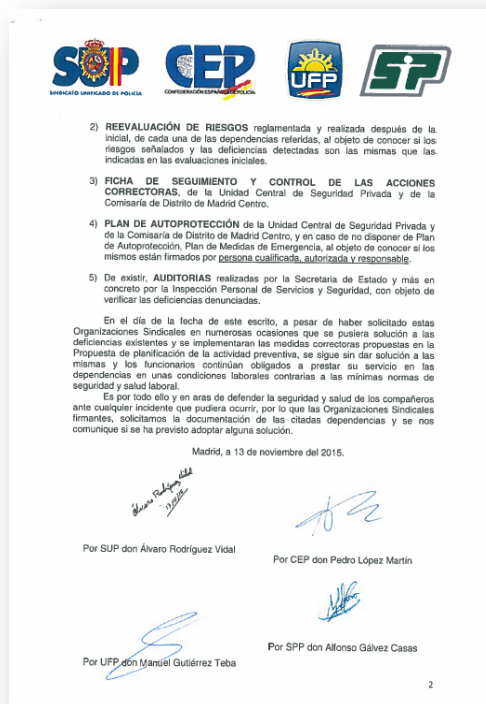 SUP
SINDICATO UNIFICADO DE POLICÍA
CEP
CONFEDERACIÓN ESPAÑOLA DE POLICÍA
UFP
SP
2) REEVALUACIÓN DE RIESGOS reglamentada y realizada después de la
inicial, de cada una de las dependencias referidas, al objeto de conocer si los
riesgos señalados y las deficiencias detectadas son las mismas que las
indicadas en las evaluaciones iniciales.
3) FICHA DE SEGUIMIENTO Y CONTROL DE LAS ACCIONES
CORRECTORAS, de la Unidad Central de Seguridad Privada y de la
Comisaría de Distrito de Madrid Centro.
4) PLAN DE AUTOPROTECCIÓN de la Unidad Central de Seguridad Privada y
de la Comisaría de Distrito de Madrid Centro, y en caso de no disponer de Plan
de Autoprotección, Plan de Medidas de Emergencia, al objeto de conocer si los
mismos están firmados por persona cualificada, autorizada y responsable.
5) De existir, AUDITORIAS realizadas por la Secretaria de Estado y más en
concreto por la Inspección Personal de Servicios y Seguridad, con objeto de
verificar las deficiencias denunciadas.
En el día de la fecha de este escrito, a pesar de haber solicitado estas
Organizaciones Sindicales en numerosas ocasiones que se pusiera solución a las
deficiencias existentes y se implementaran las medidas correctoras propuestas en la
Propuesta de planificación de la actividad preventiva, se sigue sin dar solución a las
mismas y los funcionarios continúan obligados a prestar su servicio en las
dependencias en unas condiciones laborales contrarias a las mínimas normas de
seguridad y salud laboral.
Es por todo ello y en aras de defender la seguridad y salud de los compañeros
ante cualquier incidente que pudiera ocurrir, por lo que las Organizaciones Sindicales
firmantes, solicitamos la documentación de las citadas dependencias y se nos
comunique si se ha previsto adoptar alguna solución.
Madrid, a 13 de noviembre del 2015.
Álvaro Rodríguez Vidal
Por SUP don Álvaro Rodríguez Vidal
Por CEP don Pedro López Martín
Por SPP don Alfonso Gálvez Casas
Por UFP don Manuel Gutiérrez Teba
2